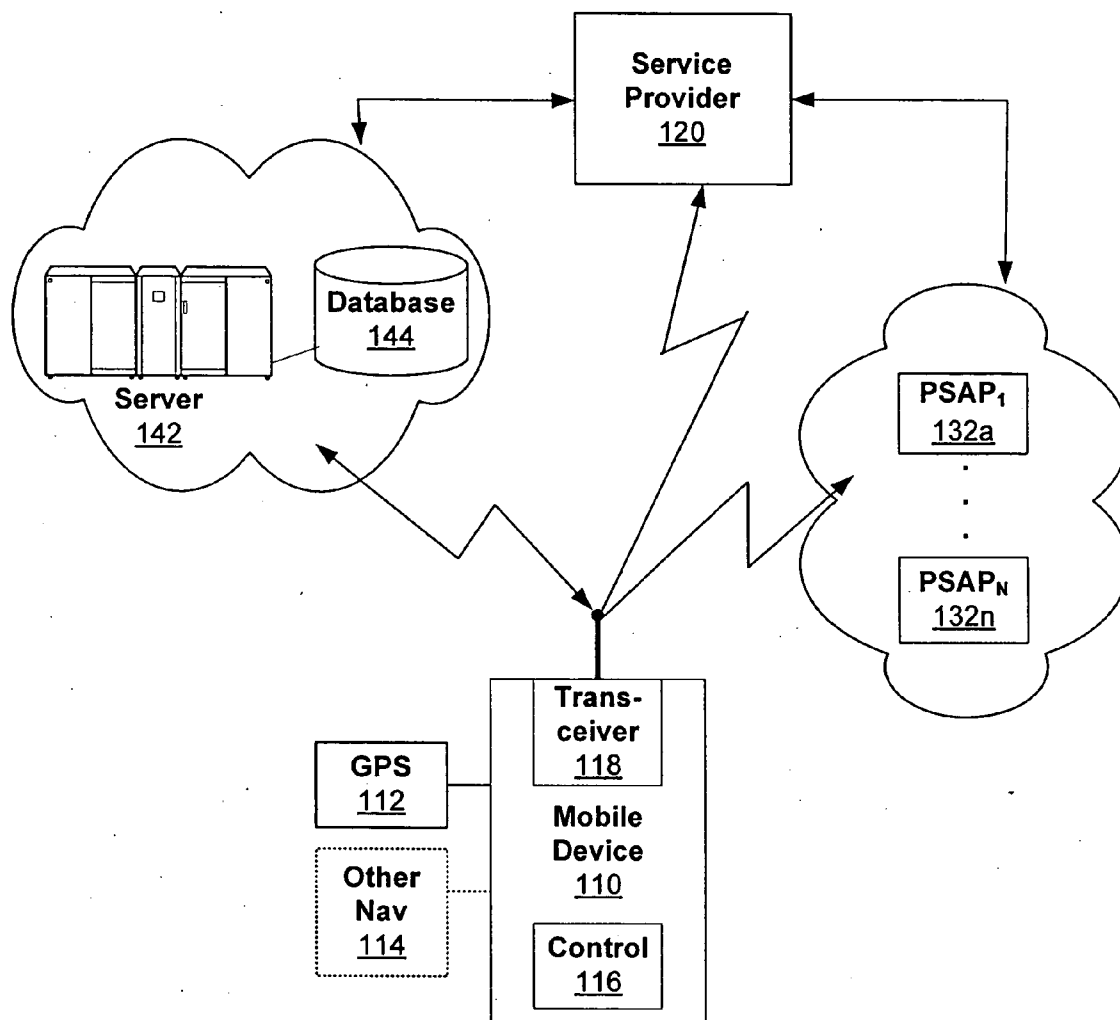 Service
Provider
120
Database
144
Server
142
PSAP₁
132a
PSAPN
132n
Trans-
ceiver
118
GPS
112
Mobile
Device
110
Other
Nav
114
Control
116